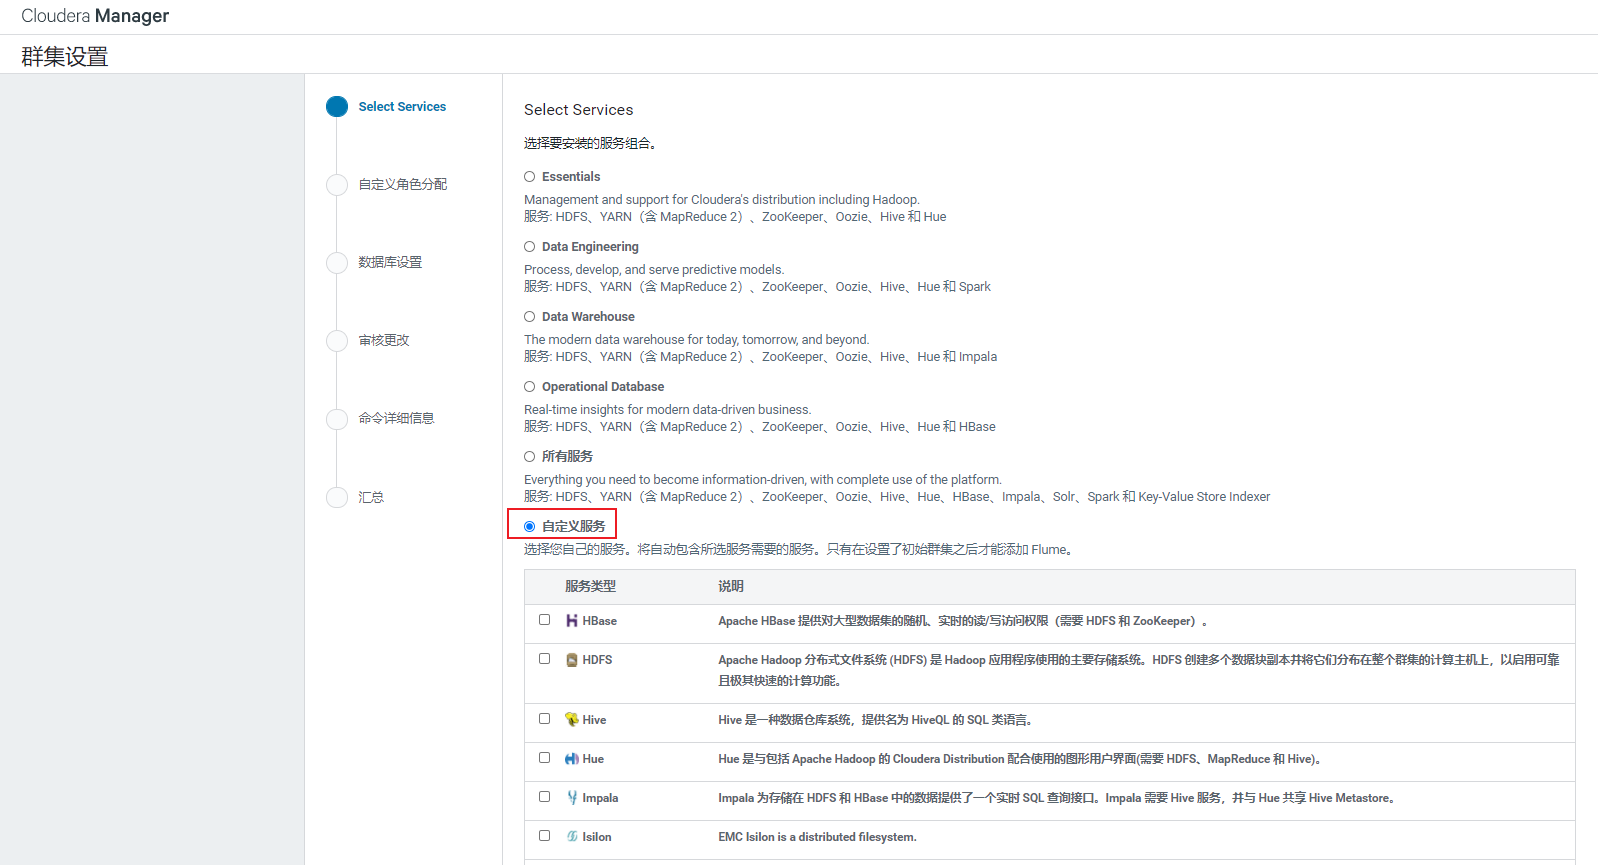 Cloudera Manager
群集设置
Select Services
自定义角色分配
数据库设置
审核更改
命令详细信息
汇总
Select Services
选择要安装的服务组合。
Essentials
Management and support for Cloudera's distribution including Hadoop.
服务: HDFS、YARN（含 MapReduce 2）、ZooKeeper、Oozie、Hive 和 Hue
Data Engineering
Process, develop, and serve predictive models.
服务: HDFS、YARN（含 MapReduce 2）、ZooKeeper、Oozie、Hive、Hue 和 Spark
Data Warehouse
The modern data warehouse for today, tomorrow, and beyond.
服务: HDFS、YARN（含 MapReduce 2）、ZooKeeper、Oozie、Hive、Hue 和 Impala
Operational Database
Real-time insights for modern data-driven business.
服务: HDFS、YARN（含 MapReduce 2）、ZooKeeper、Oozie、Hive、Hue 和 HBase
所有服务
Everything you need to become information-driven, with complete use of the platform.
服务: HDFS、YARN（含 MapReduce 2）、ZooKeeper、Oozie、Hive、Hue、HBase、Impala、Solr、Spark 和 Key-Value Store Indexer
自定义服务
选择您自己的服务。将自动包含所选服务需要的服务。只有在设置了初始群集之后才能添加 Flume。
服务类型 说明
HBase Apache HBase 提供对大型数据集的随机、实时的读/写访问权限（需要 HDFS 和 ZooKeeper）。
HDFS Apache Hadoop 分布式文件系统 (HDFS) 是 Hadoop 应用程序使用的主要存储系统。HDFS 创建多个数据块副本并将它们分布在整个群集的计算主机上，以启用可靠
且极其快速的计算功能。
Hive Hive 是一种数据仓库系统，提供名为 HiveQL 的 SQL 类语言。
Hue Hue 是与包括 Apache Hadoop 的 Cloudera Distribution 配合使用的图形用户界面(需要 HDFS、MapReduce 和 Hive)。
Impala Impala 为存储在 HDFS 和 HBase 中的数据提供了一个实时 SQL 查询接口。Impala 需要 Hive 服务，并与 Hue 共享 Hive Metastore。
Isilon EMC Isilon is a distributed filesystem.